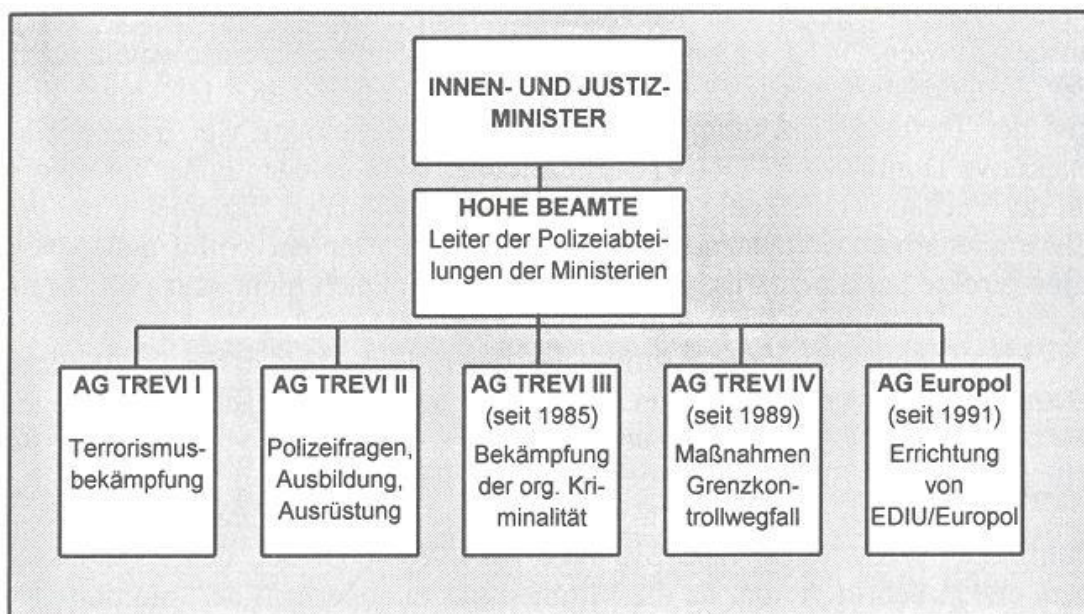 INNEN- UND JUSTIZ-
MINISTER
HOHE BEAMTE
Leiter der Polizeiabtei-
lungen der Ministerien
AG TREVI I
Terrorismus-
bekämpfung
AG TREVI II
Polizeifragen,
Ausbildung,
Ausrüstung
AG TREVI III
(seit 1985)
Bekämpfung
der org. Kri-
minalität
AG TREVI IV
(seit 1989)
Maßnahmen
Grenzkon-
trollwegfall
AG Europol
(seit 1991)
Errichtung
von
EDIU/Europol